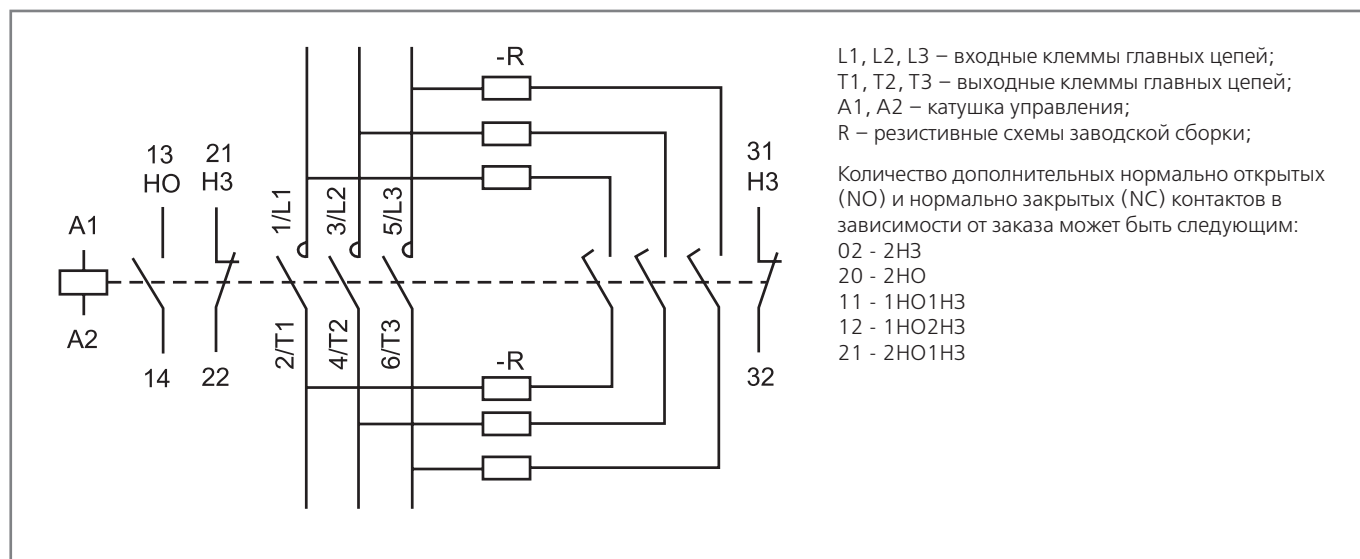 -R
L1, L2, L3 – входные клеммы главных цепей;
T1, T2, T3 – выходные клеммы главных цепей;
A1, A2 – катушка управления;
R – резистивные схемы заводской сборки;
Количество дополнительных нормально открытых
(NO) и нормально закрытых (NC) контактов в
зависимости от заказа может быть следующим:
02 - 2НЗ
20 - 2НО
11 - 1НО1НЗ
12 - 1НО2НЗ
21 - 2НО1НЗ
13
НО
21
НЗ
1/L1
3/L2
5/L3
31
НЗ
A1
A2
14
22
2/T1
4/T2
6/T3
-R
32